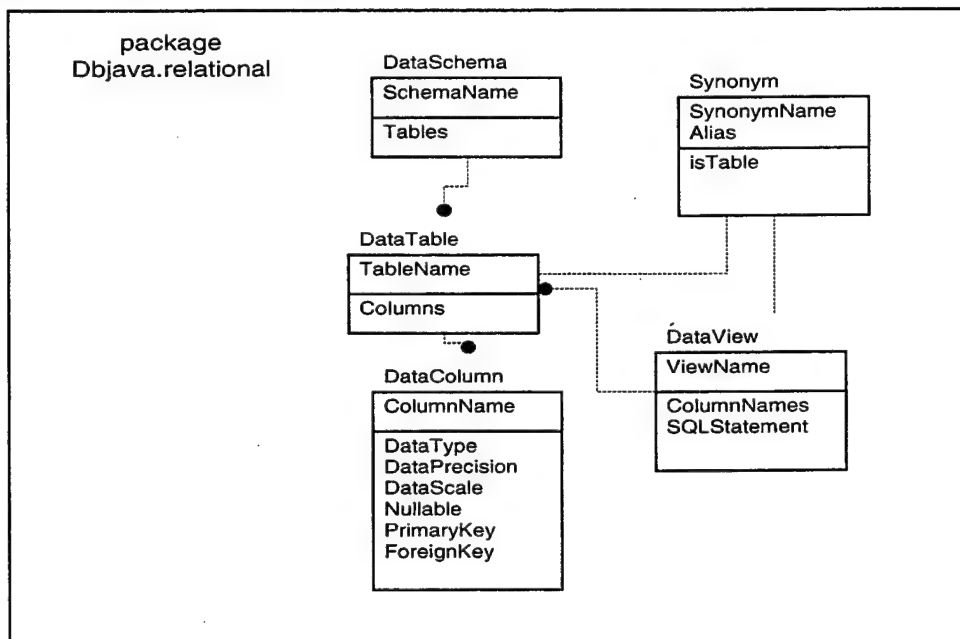 package
Dbjava.relational
DataSchema
SchemaName
Tables
Synonym
SynonymName
Alias
isTable
DataTable
TableName
Columns
DataView
ViewName
ColumnNames
SQLStatement
DataColumn
ColumnName
DataType
DataPrecision
DataScale
Nullable
PrimaryKey
ForeignKey